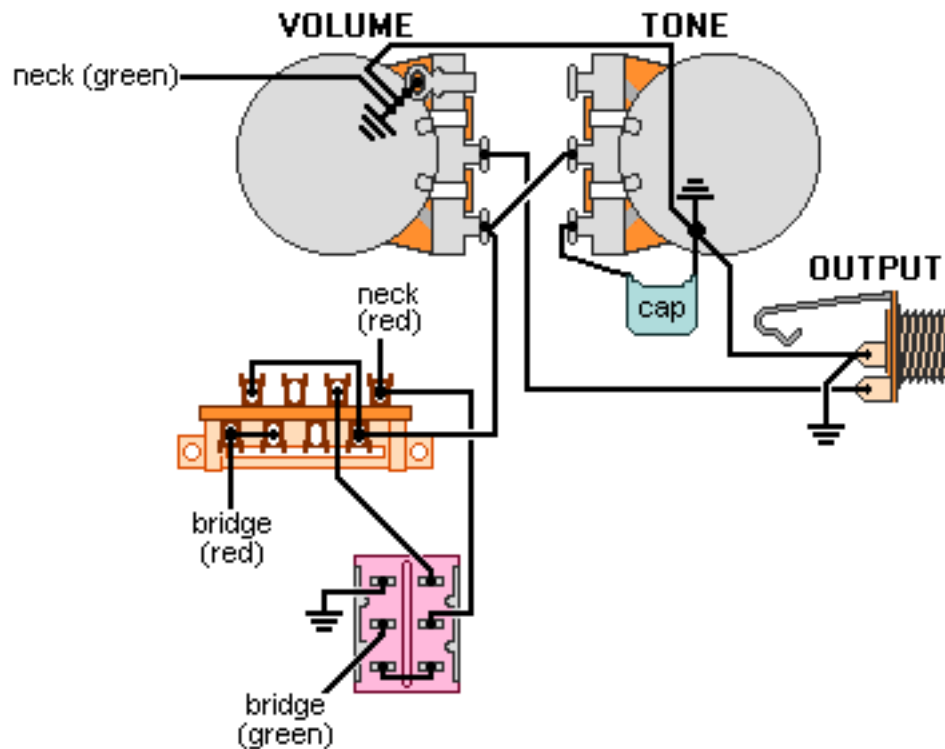 VOLUME
TONE
neck (green)
OUTPUT
neck
(red)
cap
bridge
(red)
bridge
(green)